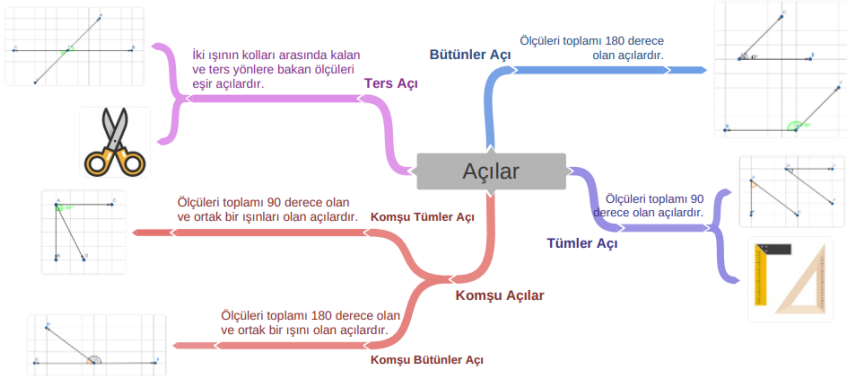 Açılar
Bütünler Açı
Ölçüleri toplamı 180 derece
olan açılardır.
Tümler Açı
Ölçüleri toplamı 90
derece olan açılardır.
Komşu Açılar
Komşu Tümler Açı
Ölçüleri toplamı 90 derece olan
ve ortak bir ışınları olan açılardır.
Komşu Bütünler Açı
Ölçüleri toplamı 180 derece olan
ve ortak bir ışını olan açılardır.
Ters Açı
İki ışının kolları arasında kalan
ve ters yönlere bakan ölçüleri
eşir açılardır.